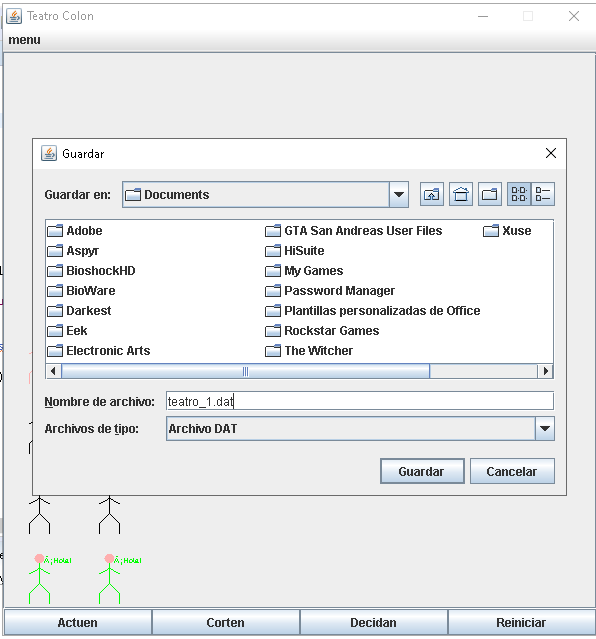 Teatro Colon
menu
Guardar
Guardar en: Documents
Adobe GTA San Andreas User Files Xuse
Aspyr HiSuite
BioshockHD My Games
BioWare Password Manager
Darkest Plantillas personalizadas de Office
Eek Rockstar Games
Electronic Arts The Witcher
Nombre de archivo: teatro_1.dat
Archivos de tipo: Archivo DAT
Guardar Cancelar
Â¡Hola! Â¡Hola!
Actuen Corten Decidan Reiniciar